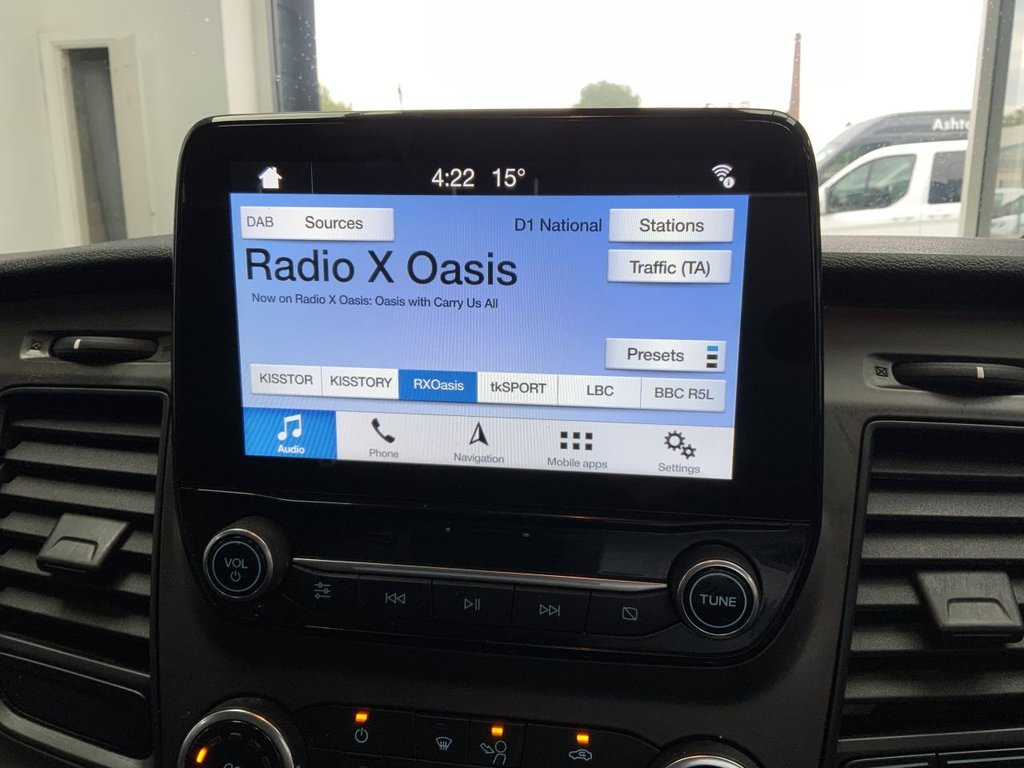 4:22 15°
Ashto
DAB Sources
D1 National
Stations
Radio X Oasis
Traffic (TA)
Now on Radio X Oasis: Oasis with Carry Us All
Presets
KISSTOR
KISSTORY
RXOasis
tkSPORT
LBC
BBC R5L
Audio
Phone
Navigation
Mobile apps
Settings
VOL
TUNE